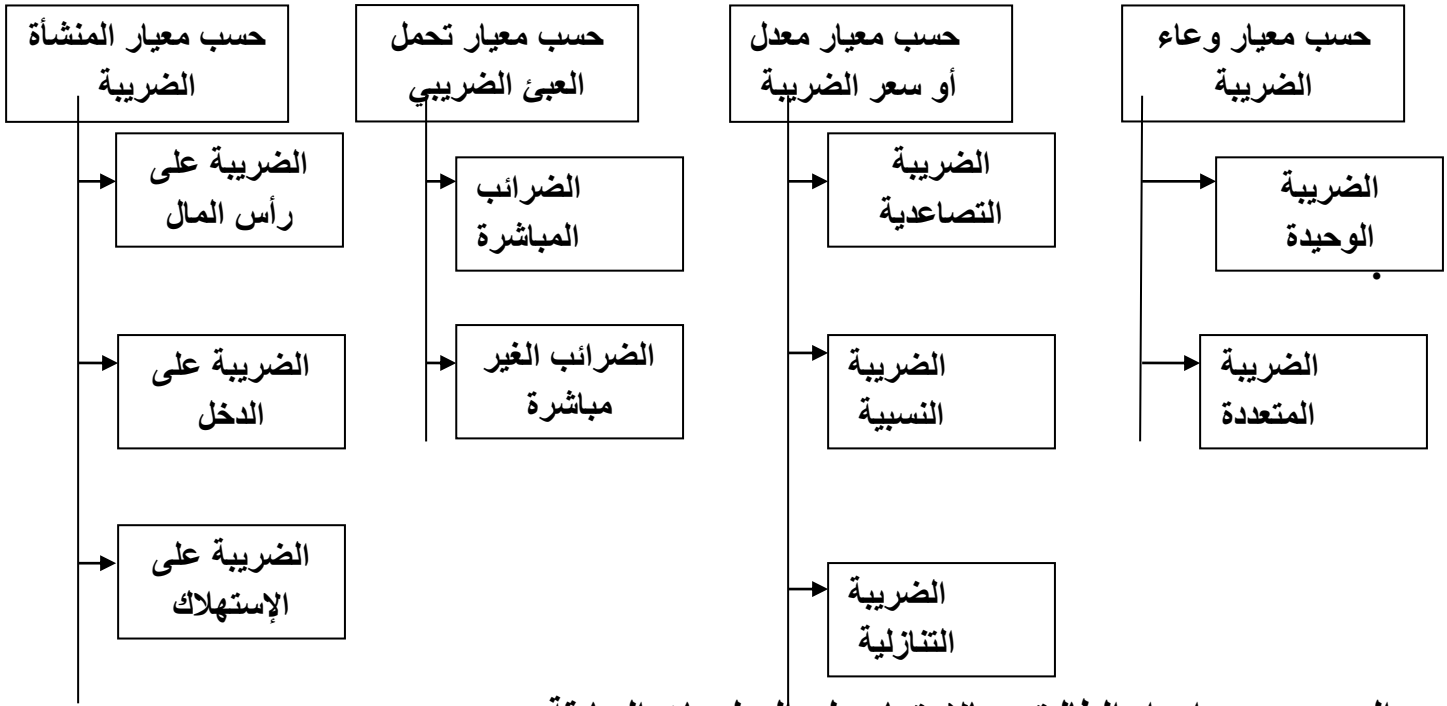 حسب معيار وعاء
الضريبة
الضريبة
الوحيدة
.
الضريبة
المتعددة
حسب معيار معدل
أو سعر الضريبة
الضريبة
التصاعدية
الضريبة
النسبية
الضريبة
التنازلية
حسب معيار تحمل
العبئ الضريبي
الضرائب
المباشرة
الضرائب الغير
مباشرة
حسب معيار المنشأة
الضريبة
الضريبة على
رأس المال
الضريبة على
الدخل
الضريبة على
الإستهلاك